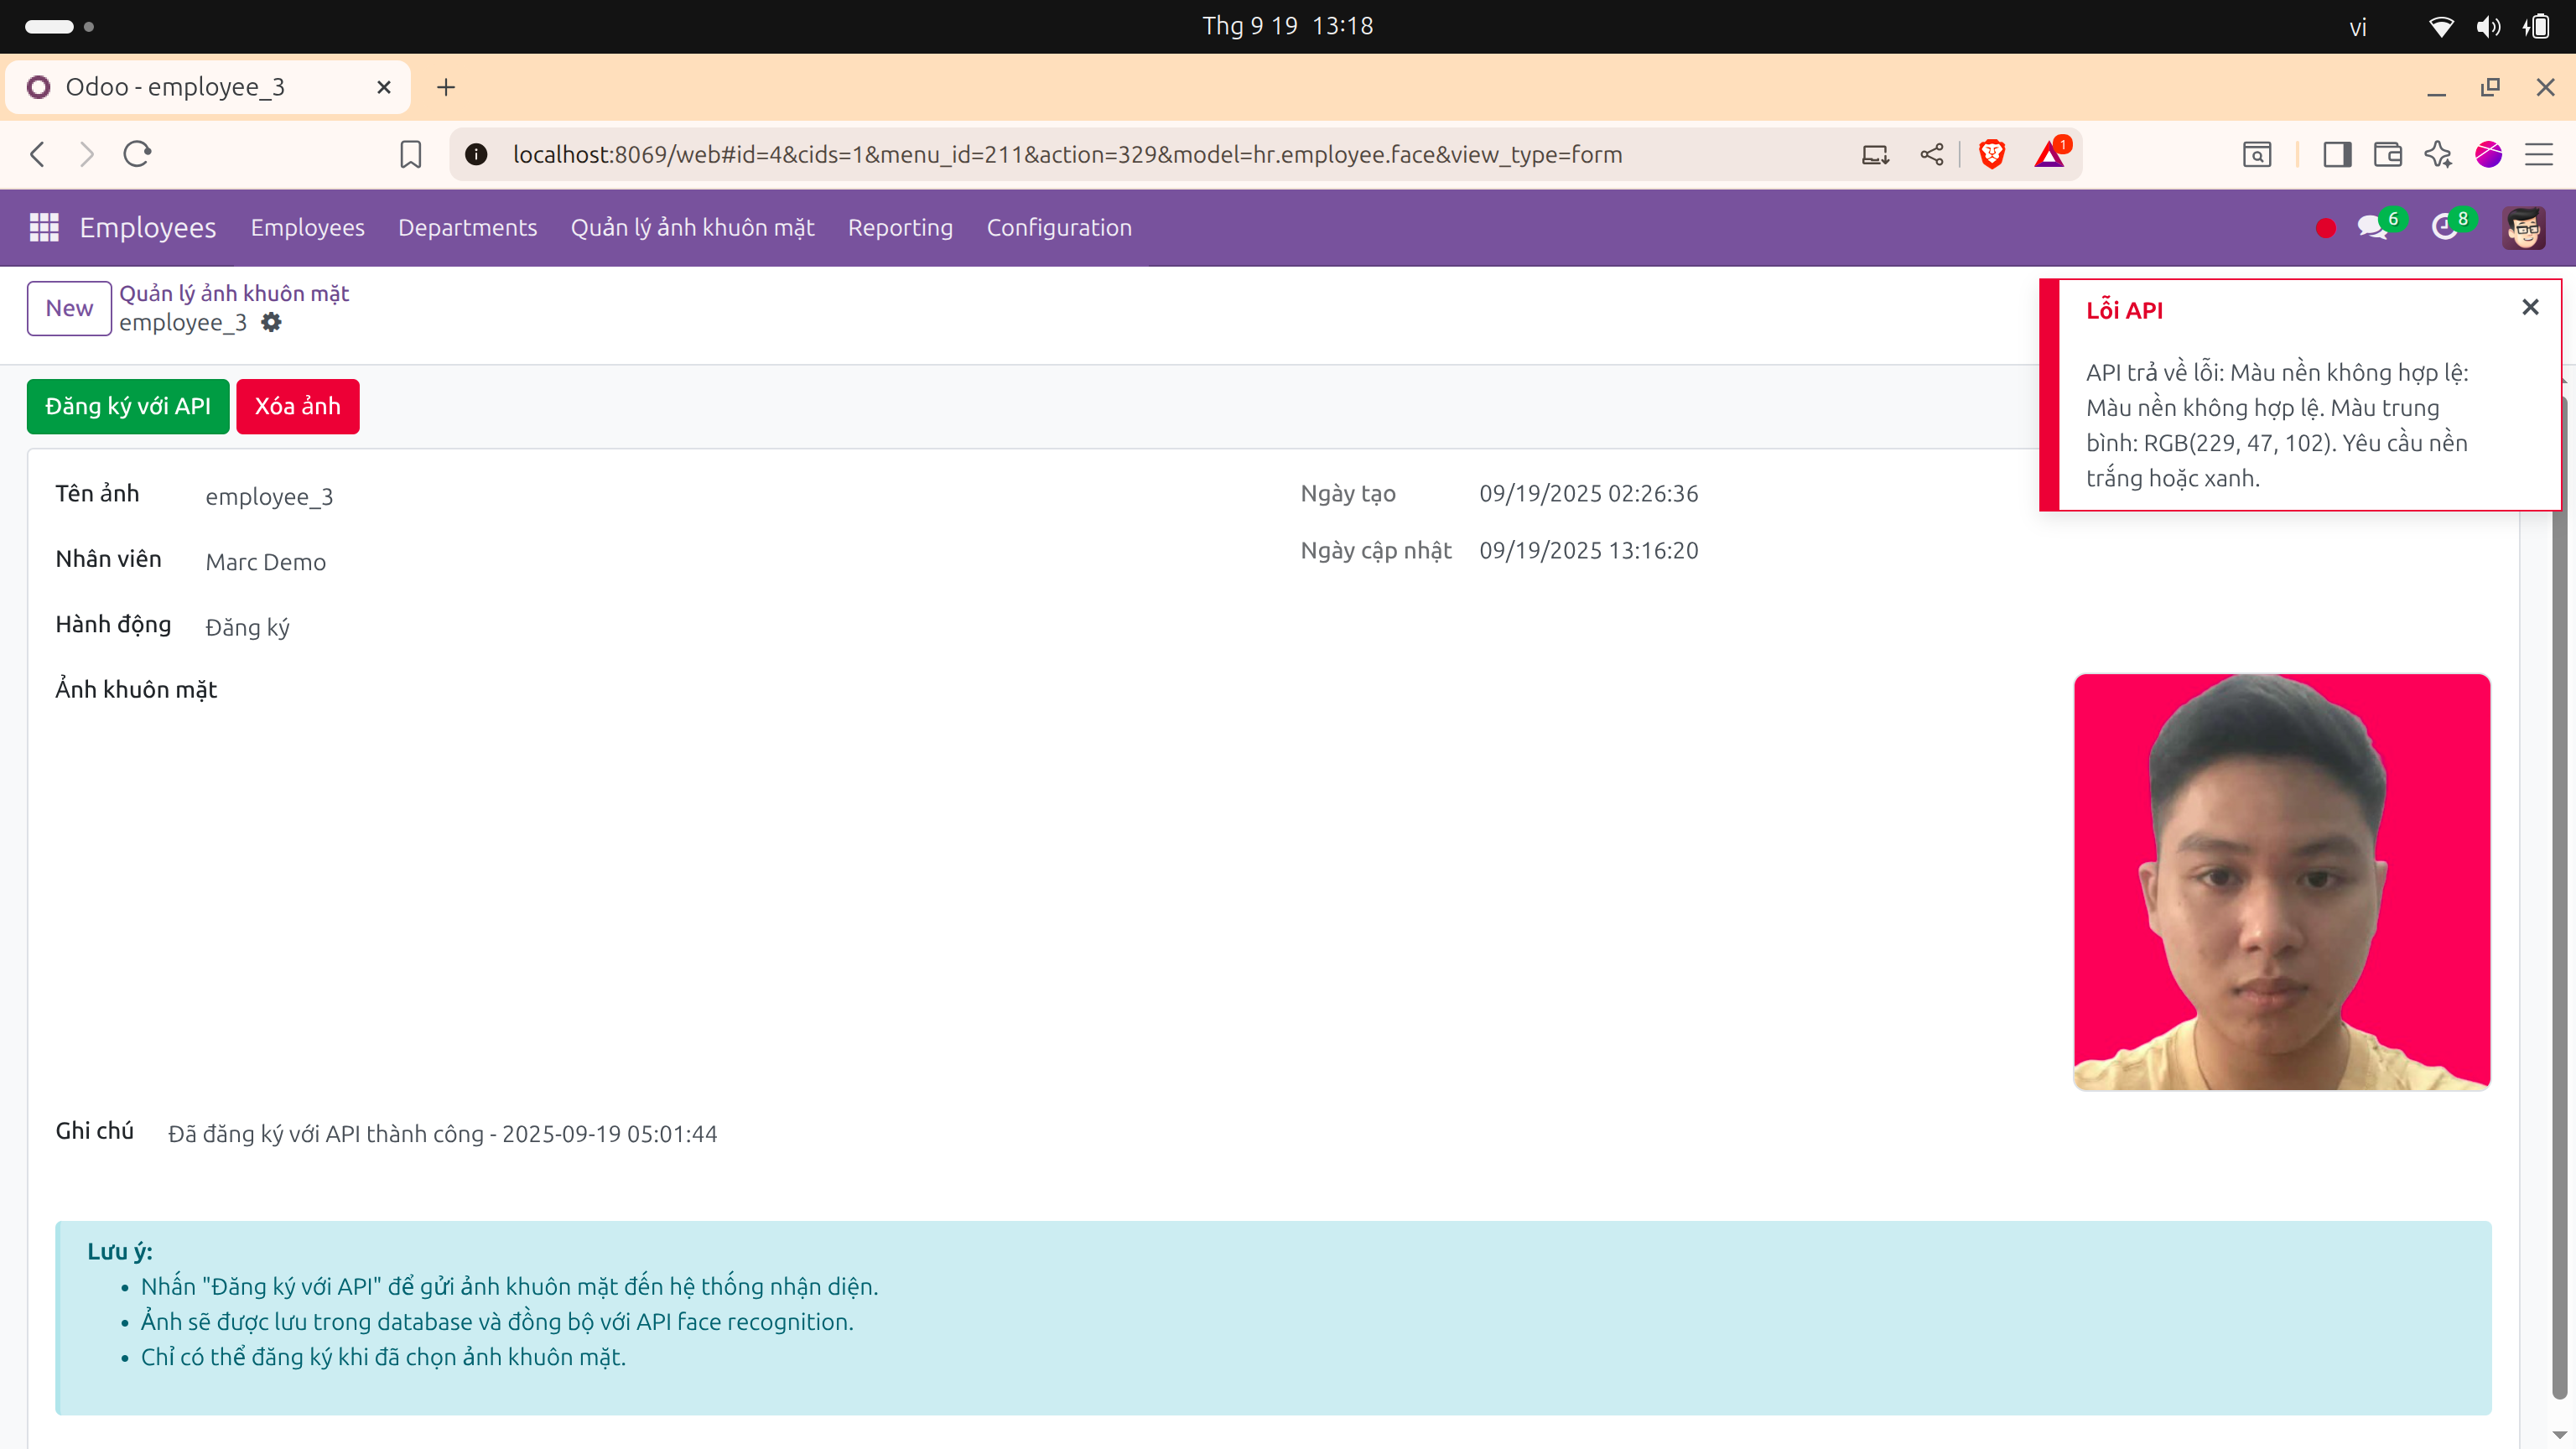 Thg 9 19 13:18
vi
Odoo - employee_3
localhost:8069/web#id=4&cids=1&menu_id=211&action=329&model=hr.employee.face&view_type=form
1
Employees
Employees
Departments
Quản lý ảnh khuôn mặt
Reporting
Configuration
6
8
New
Quản lý ảnh khuôn mặt
employee_3
Lỗi API
API trả về lỗi: Màu nền không hợp lệ:
Màu nền không hợp lệ. Màu trung
bình: RGB(229, 47, 102). Yêu cầu nền
trắng hoặc xanh.
Đăng ký với API
Xóa ảnh
Tên ảnh employee_3
Ngày tạo 09/19/2025 02:26:36
Nhân viên Marc Demo
Ngày cập nhật 09/19/2025 13:16:20
Hành động Đăng ký
Ảnh khuôn mặt
Ghi chú Đã đăng ký với API thành công - 2025-09-19 05:01:44
Lưu ý:
• Nhấn "Đăng ký với API" để gửi ảnh khuôn mặt đến hệ thống nhận diện.
• Ảnh sẽ được lưu trong database và đồng bộ với API face recognition.
• Chỉ có thể đăng ký khi đã chọn ảnh khuôn mặt.